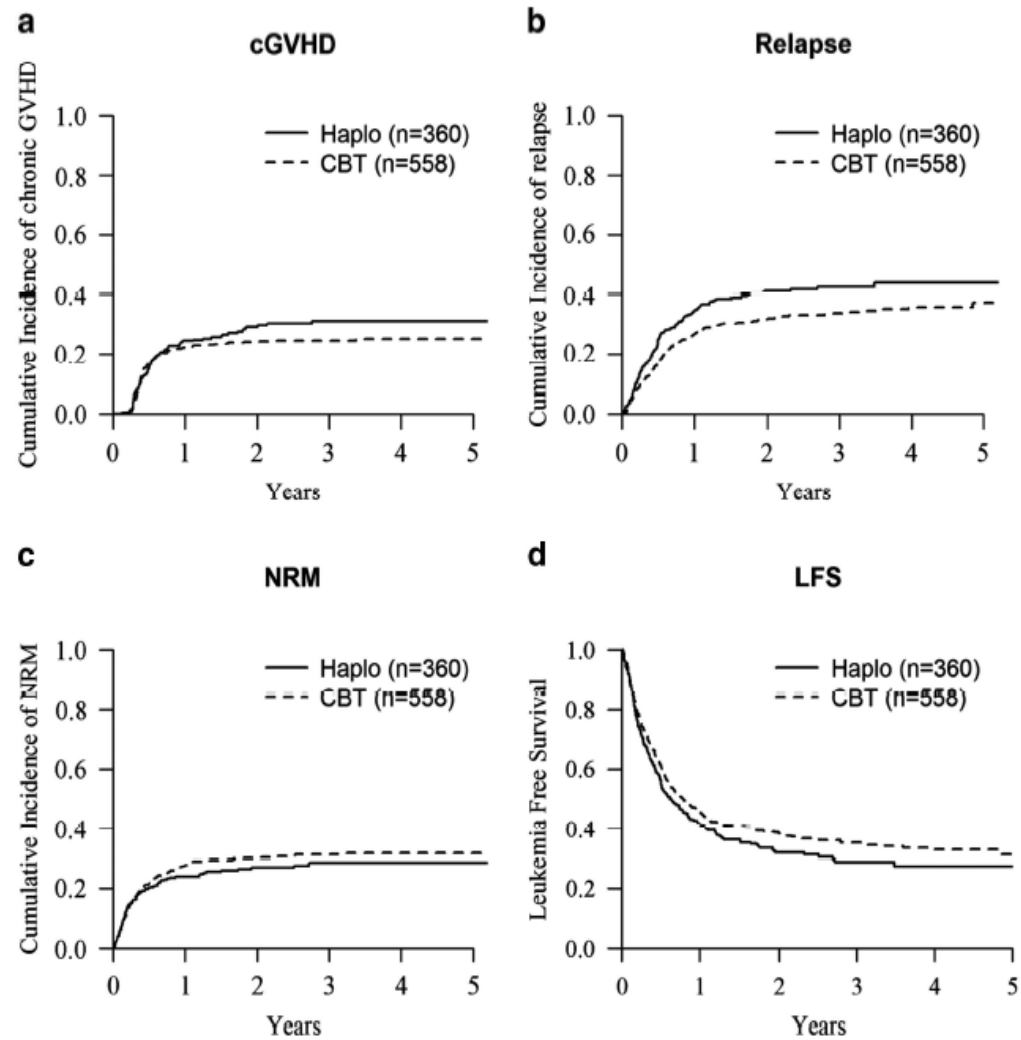 a
cGVHD
Cumulative Incidence of chronic GVHD
1.0
0.8
0.6
0.4
0.2
0.0
Haplo (n=360)
CBT (n=558)
0 1 2 3 4 5
Years
b
Relapse
Cumulative Incidence of relapse
1.0
0.8
0.6
0.4
0.2
0.0
Haplo (n=360)
CBT (n=558)
0 1 2 3 4 5
Years
c
NRM
Cumulative Incidence of NRM
1.0
0.8
0.6
0.4
0.2
0.0
Haplo (n=360)
CBT (n=558)
0 1 2 3 4 5
Years
d
LFS
Leukemia Free Survival
1.0
0.8
0.6
0.4
0.2
0.0
Haplo (n=360)
CBT (n=558)
0 1 2 3 4 5
Years